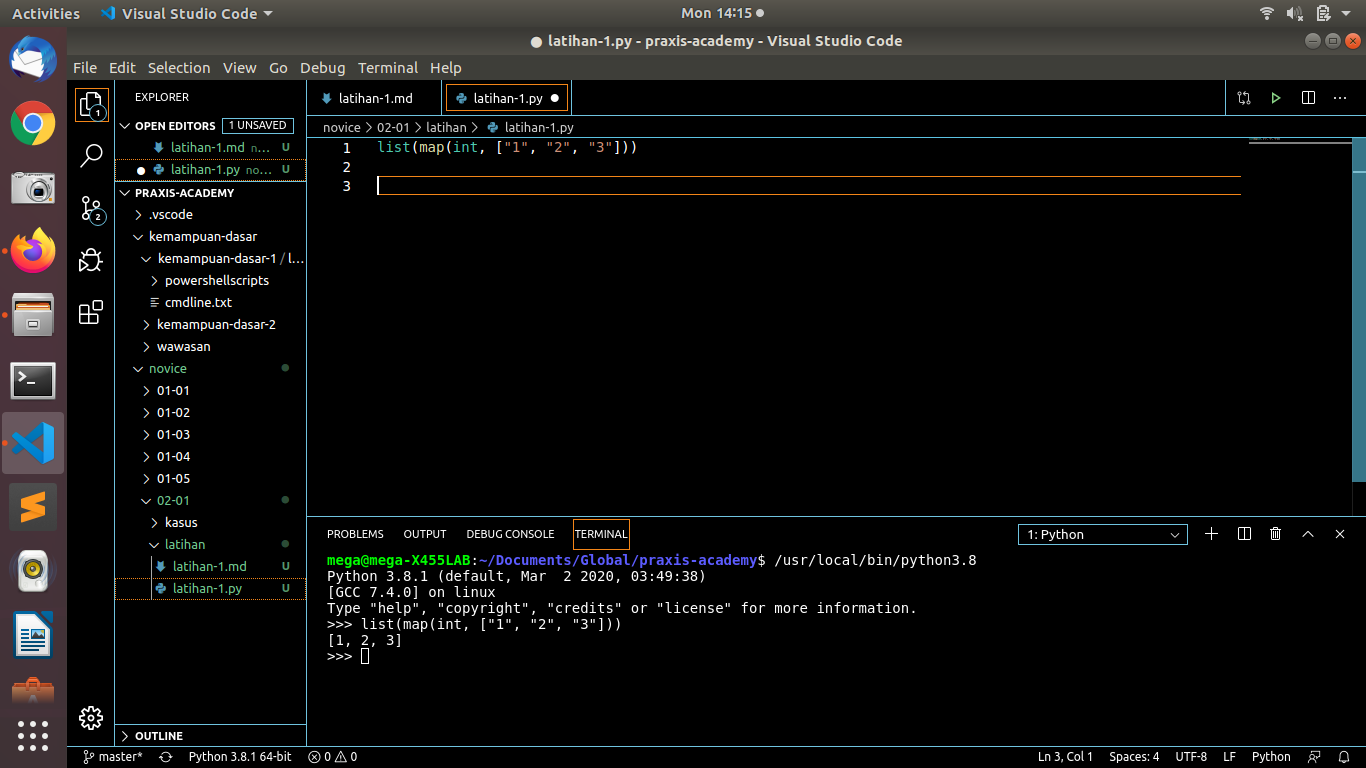 Activities Visual Studio Code Mon 14:15
latihan-1.py - praxis-academy - Visual Studio Code
File Edit Selection View Go Debug Terminal Help
EXPLORER
OPEN EDITORS 1 UNSAVED
latihan-1.md n... U
latihan-1.py no... U
PRAXIS-ACADEMY
.vscode
kemampuan-dasar
kemampuan-dasar-1 / l...
powershellscripts
cmdline.txt
kemampuan-dasar-2
wawasan
novice
01-01
01-02
01-03
01-04
01-05
02-01
kasus
latihan
latihan-1.md U
latihan-1.py U
OUTLINE
1
2
latihan-1.md latihan-1.py
novice > 02-01 > latihan > latihan-1.py
1 list(map(int, ["1", "2", "3"]))
2
3
PROBLEMS OUTPUT DEBUG CONSOLE TERMINAL 1: Python
mega@mega-X455LAB:~/Documents/Global/praxis-academy$ /usr/local/bin/python3.8
Python 3.8.1 (default, Mar  2 2020, 03:49:38)
[GCC 7.4.0] on linux
Type "help", "copyright", "credits" or "license" for more information.
>>> list(map(int, ["1", "2", "3"]))
[1, 2, 3]
>>>
master* Python 3.8.1 64-bit 0 0 Ln 3, Col 1 Spaces: 4 UTF-8 LF Python